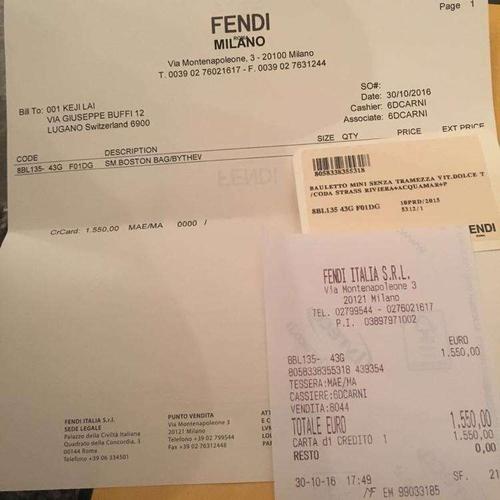 Page 1
FENDI
ROMA
MILANO
Via Montenapoleone, 3 - 20100 Milano
T. 0039 02 76021617 - F. 0039 02 7631244
SO#:
Date: 30/10/2016
Cashier: 6DCARNI
Associate: 6DCARNI
Bill To: 001 KEJI LAI
VIA GIUSEPPE BUFFI 12
LUGANO Switzerland 6900
CODE DESCRIPTION SIZE QTY PRICE EXT PRICE
8BL135- 43G F01DG SM.BOSTON BAG/BYTHEV
CrCard: 1.550,00 MAE/MA 0000 /
8058338355318
BAULETTO MINI SENZA TRAMEZZA VIT.DOLCE T
/CODA STRASS RIVIERA+ACQUAMAR+P
8BL135 43G F01DG
10PRD/2015
5312/1
FENDI
FENDI ITALIA S.R.L.
Via Montenapoleone 3
20121 Milano
TEL. 02799544 - 0276021617
P.I. 03897971002
EURO
8BL135- 43G 1.550,00
8058338355318 439354
TESSERA:MAE/MA
CASSIERE:6DCARNI
VENDITA:8044
TOTALE EURO 1.550,00
CARTA di CREDITO 1 1.550,00
RESTO 0,00
30-10-16 17:49 SF. 21
EM 99033185
FENDI ITALIA S.r.l.
SEDE LEGALE
Palazzo della Civiltà Italiana
Quadrato della Concordia, 3
00144 Roma
Telefono +39 06 334501
PUNTO VENDITA
Via Montenapoleone 3
20121 Milano
Telefono +39 02 799544
Fax +39 02 7631244